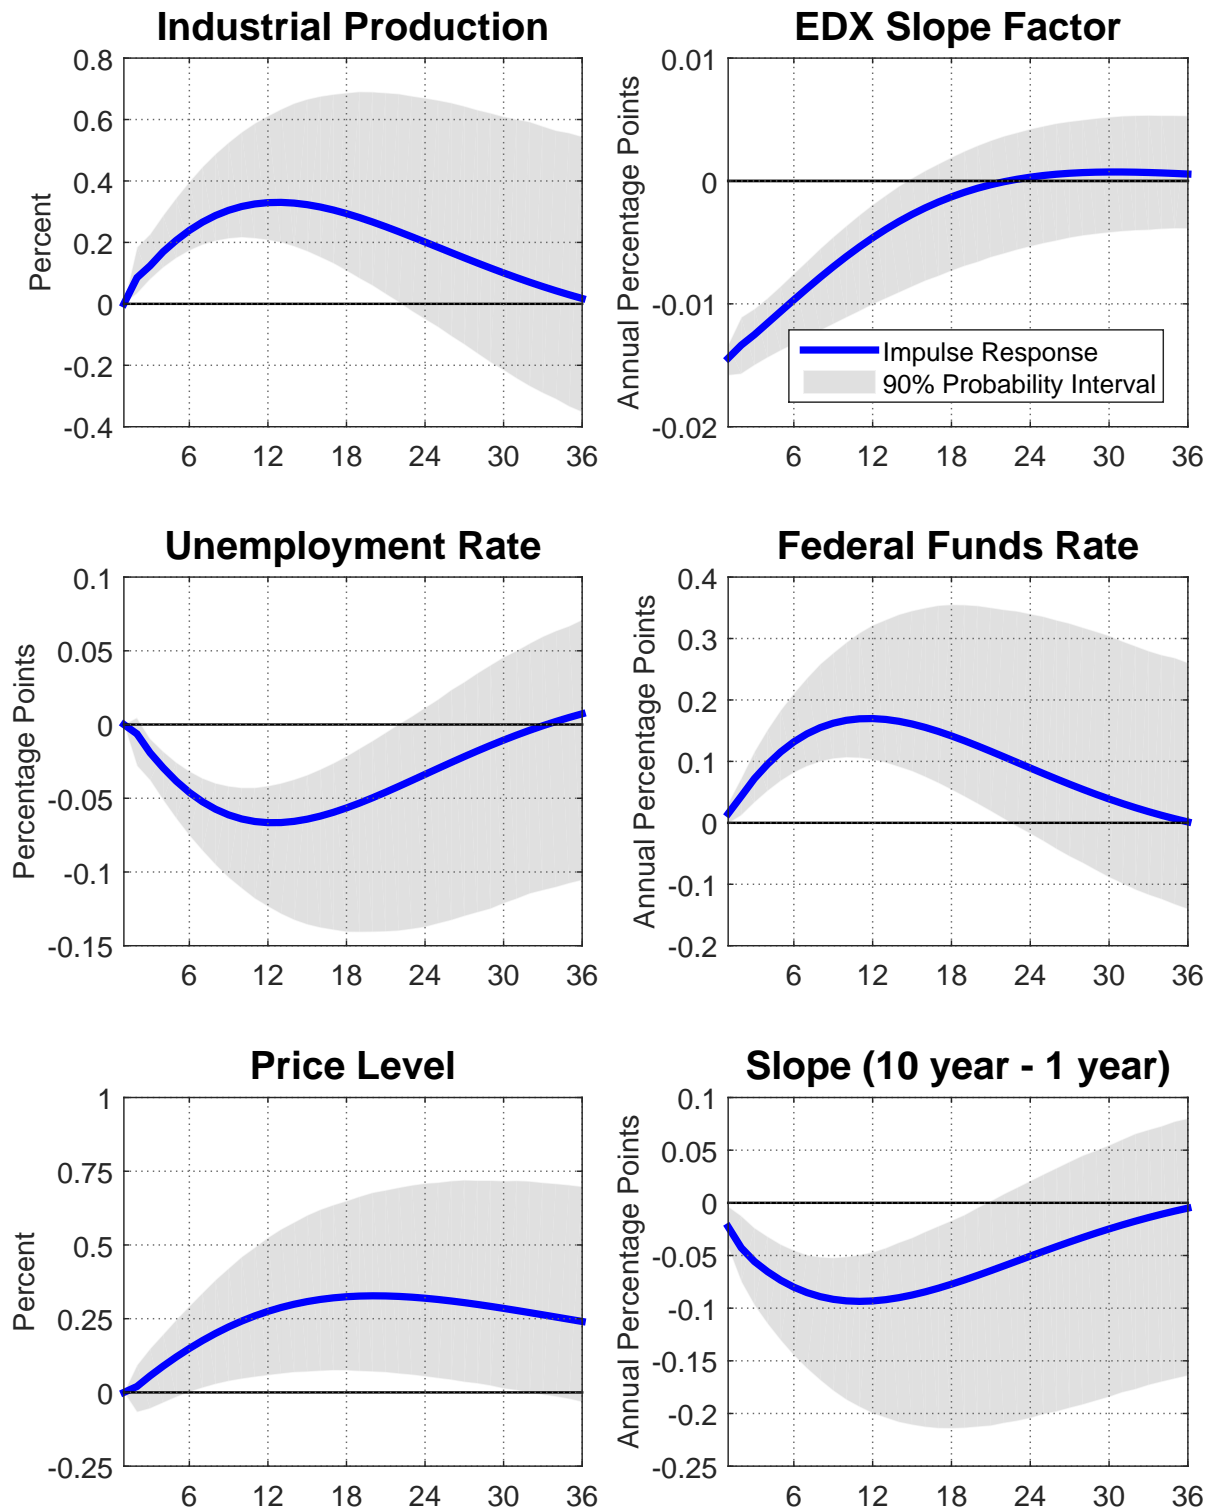 Industrial Production
Percent
0.8
0.6
0.4
0.2
0
-0.2
-0.4
6 12 18 24 30 36
EDX Slope Factor
Annual Percentage Points
0.01
0
-0.01
-0.02
Impulse Response
90% Probability Interval
6 12 18 24 30 36
Unemployment Rate
Percentage Points
0.1
0.05
0
-0.05
-0.1
-0.15
6 12 18 24 30 36
Federal Funds Rate
Annual Percentage Points
0.4
0.3
0.2
0.1
0
-0.1
-0.2
6 12 18 24 30 36
Price Level
Percent
1
0.75
0.5
0.25
0
-0.25
6 12 18 24 30 36
Slope (10 year - 1 year)
Annual Percentage Points
0.1
0.05
0
-0.05
-0.1
-0.15
-0.2
-0.25
6 12 18 24 30 36